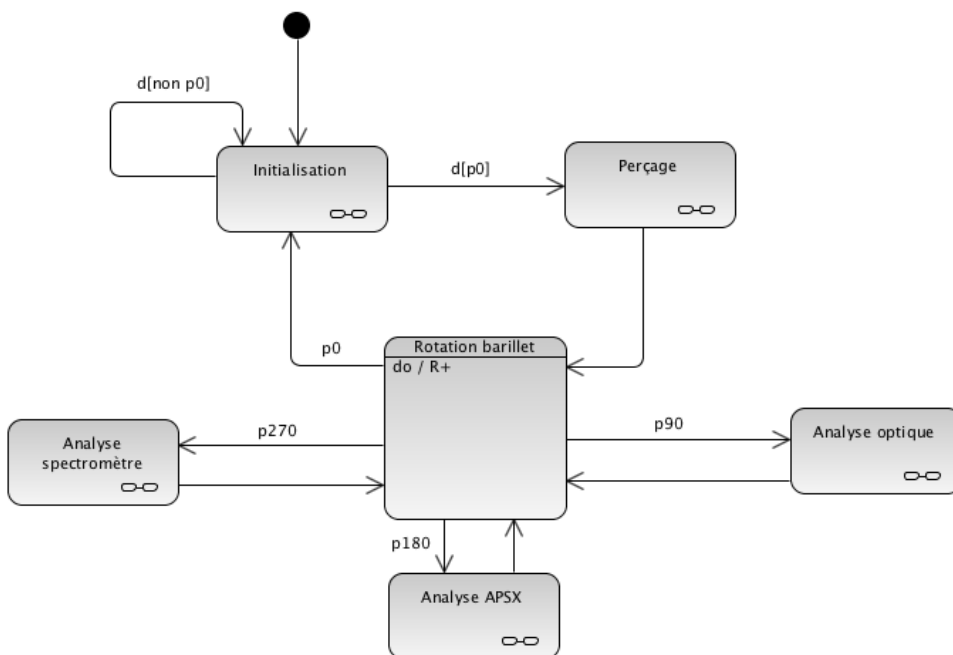 d[non p0]
Initialisation
d[p0]
Perçage
p0
Rotation barillet
do / R+
p270
p90
Analyse
spectromètre
Analyse optique
p180
Analyse APSX